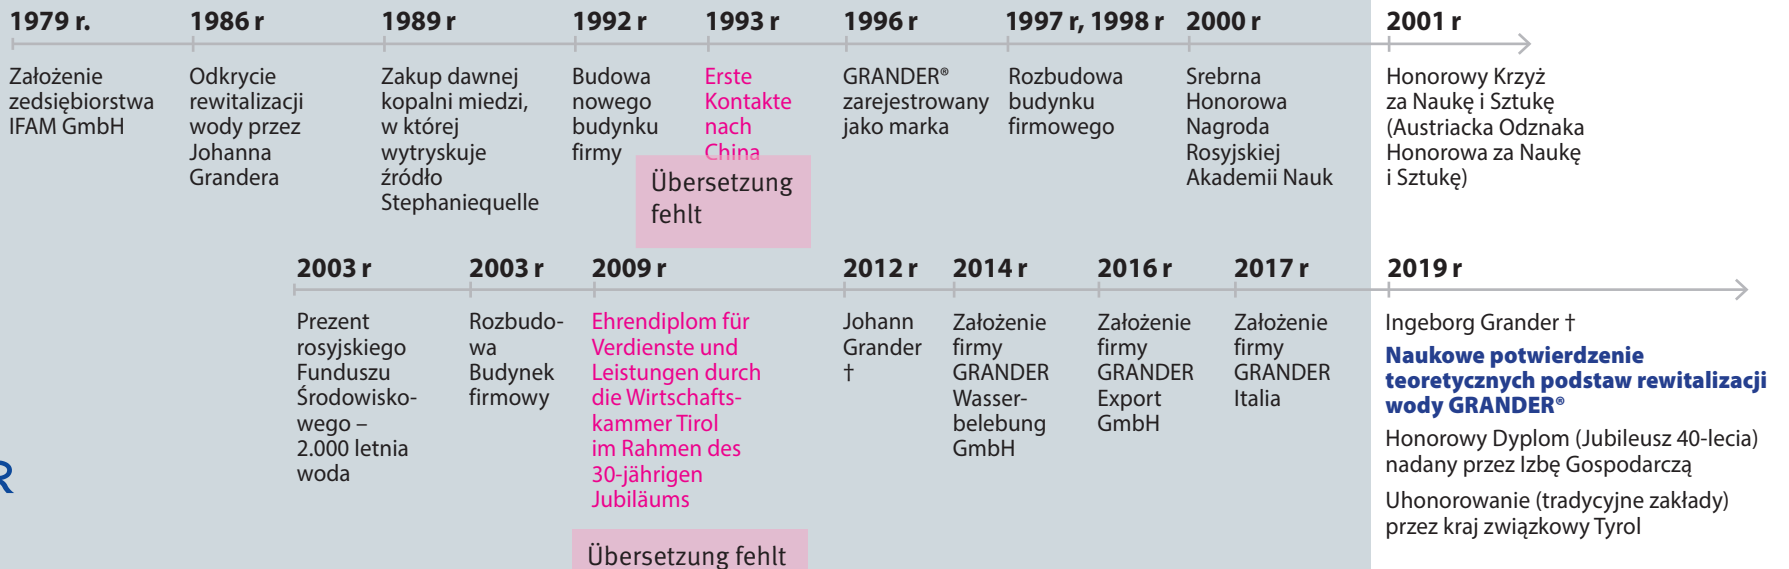 1979 r.
Założenie
zedsiębiorstwa
IFAM GmbH
1986 r
Odkrycie
rewitalizacji
wody przez
Johanna
Grandera
1989 r
Zakup dawnej
kopalni miedzi,
w której
wytryskuje
źródło
Stephaniequelle
1992 r
Budowa
nowego
budynku
firmy
1993 r
Erste
Kontakte
nach
China
Übersetzung
fehlt
1996 r
GRANDER®
zarejestrowany
jako marka
1997 r, 1998 r
Rozbudowa
budynku
firmowego
2000 r
Srebrna
Honorowa
Nagroda
Rosyjskiej
Akademii Nauk
2001 r
Honorowy Krzyż
za Naukę i Sztukę
(Austriacka Odznaka
Honorowa za Naukę
i Sztukę)
2003 r
Prezent
rosyjskiego
Funduszu
Środowisko-
wego –
2.000 letnia
woda
2003 r
Rozbudo-
wa
Budynek
firmowy
2009 r
Ehrendiplom für
Verdienste und
Leistungen durch
die Wirtschafts-
kammer Tirol
im Rahmen des
30-jährigen
Jubiläums
Übersetzung fehlt
2012 r
Johann
Grander
†
2014 r
Założenie
firmy
GRANDER
Wasser-
belebung
GmbH
2016 r
Założenie
firmy
GRANDER
Export
GmbH
2017 r
Założenie
firmy
GRANDER
Italia
2019 r
Ingeborg Grander †
Naukowe potwierdzenie
teoretycznych podstaw rewitalizacji
wody GRANDER®
Honorowy Dyplom (Jubileusz 40-lecia)
nadany przez Izbę Gospodarczą
Uhonorowanie (tradycyjne zakłady)
przez kraj związkowy Tyrol
R